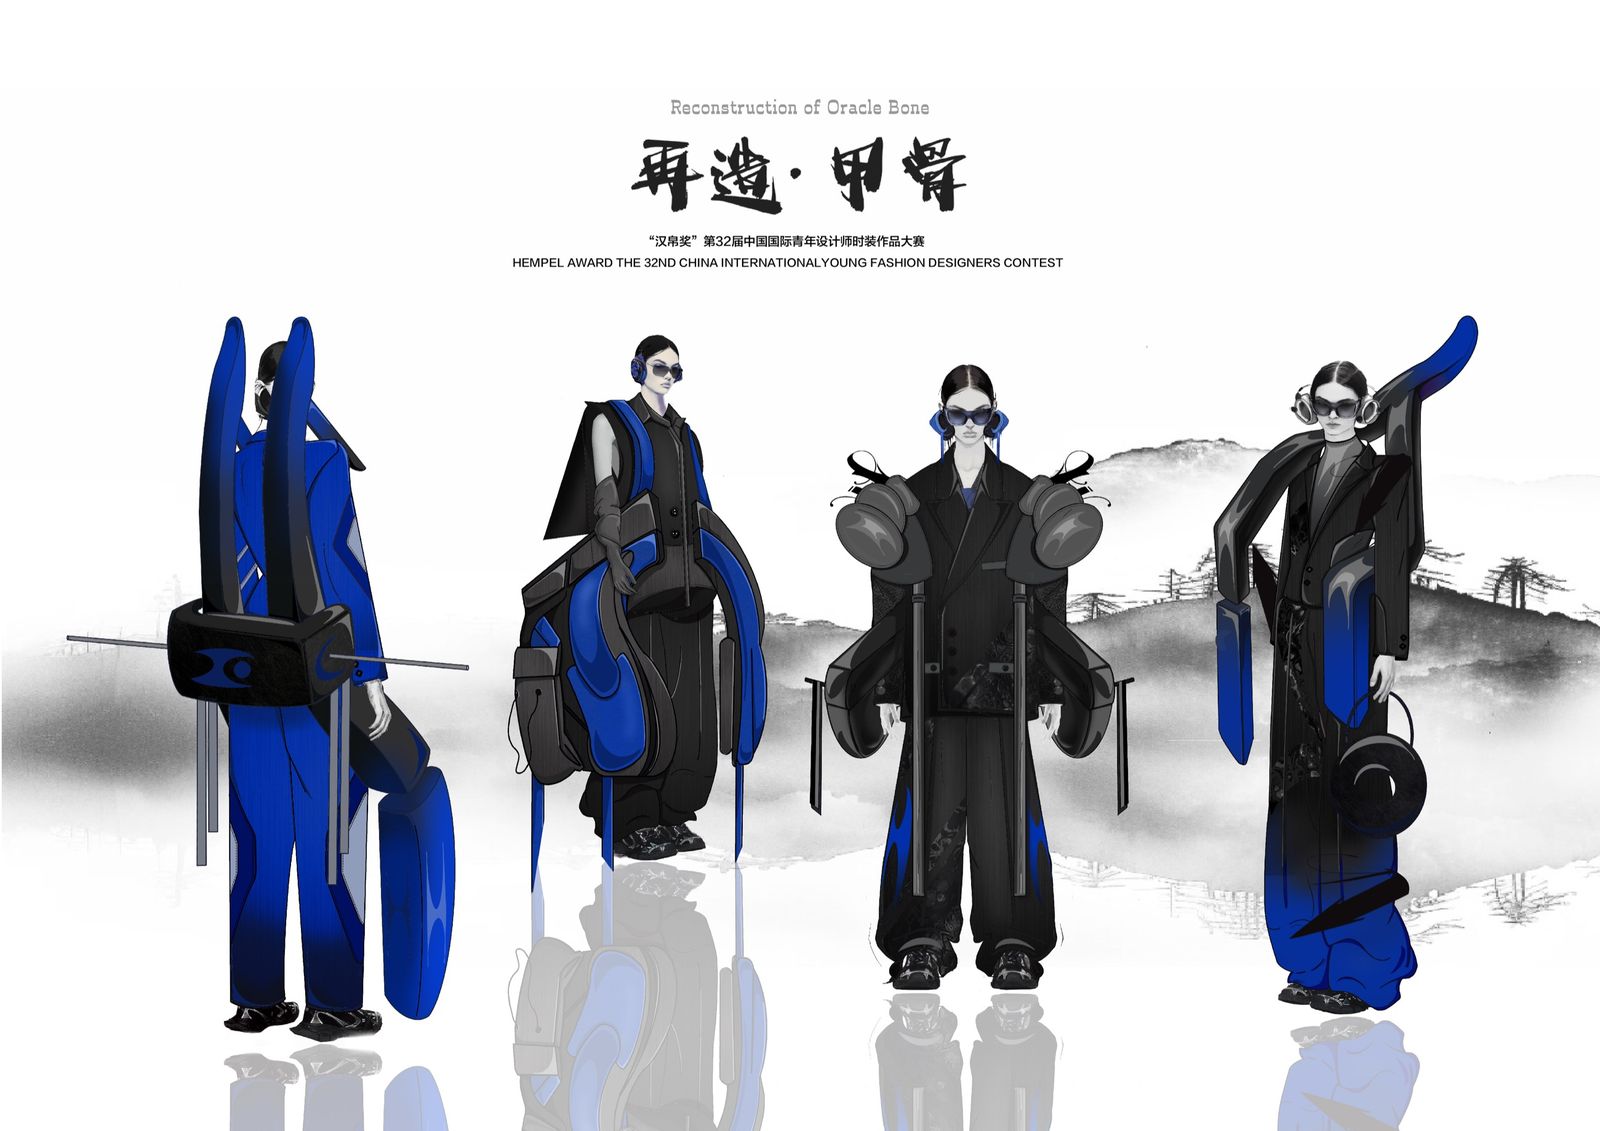 Reconstruction of Oracle Bone
再造·甲骨
“汉帛奖”第32届中国国际青年设计师时装作品大赛
HEMPEL AWARD THE 32ND CHINA INTERNATIONALYOUNG FASHION DESIGNERS CONTEST